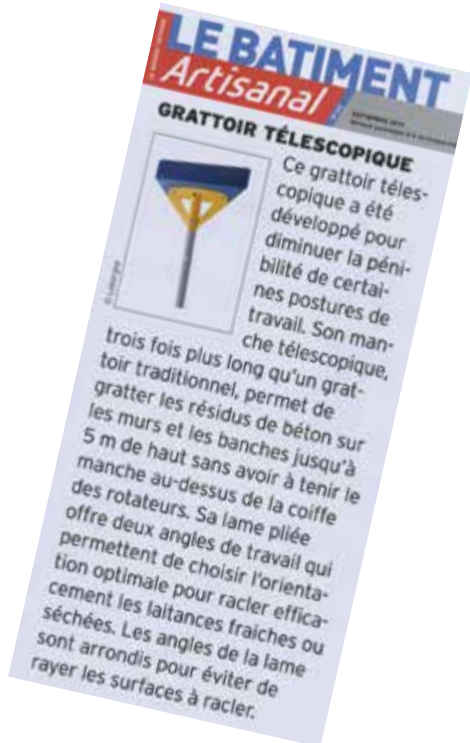 LE BATIMENT
Artisanal
GRATTOIR TÉLESCOPIQUE
Ce grattoir téles-
copique a été
développé pour
diminuer la péni-
bilité de certai-
nes postures de
travail. Son man-
che télescopique,
trois fois plus long qu'un grat-
toir traditionnel, permet de
gratter les résidus de béton sur
les murs et les banches jusqu'à
5 m de haut sans avoir à tenir le
manche au-dessus de la coiffe
des rotateurs. Sa lame pliée
offre deux angles de travail qui
permettent de choisir l'orienta-
tion optimale pour racler effica-
cement les laitances fraiches ou
séchées. Les angles de la lame
sont arrondis pour éviter de
rayer les surfaces à racler.